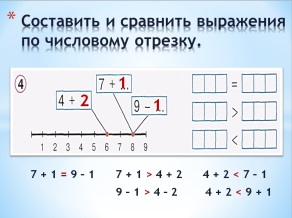 * Составить и сравнить выражения
по числовому отрезку.
4
7 + 1.
4 + 2
9 – 1.
=
>
<
1 2 3 4 5 6 7 8 9
7 + 1 = 9 - 1
7 + 1 > 4 + 2
4 + 2 < 7 - 1
9 - 1 > 4 - 2
4 + 2 < 9 + 1